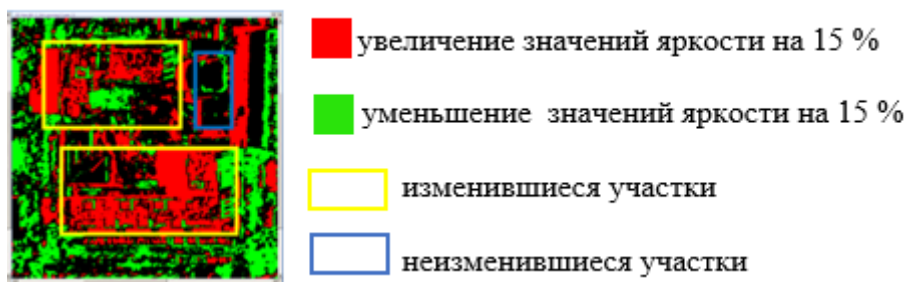 увеличение значений яркости на 15 %
уменьшение значений яркости на 15 %
изменившиеся участки
неизменившиеся участки